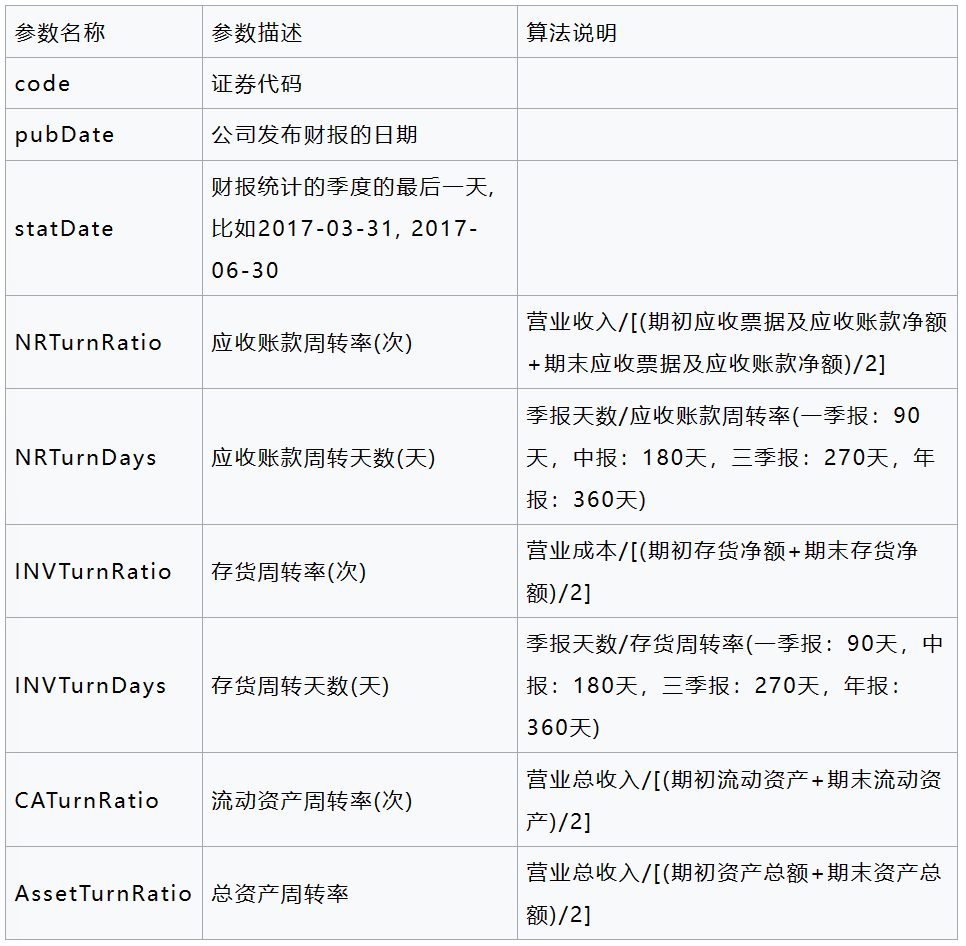 参数名称 参数描述 算法说明
code 证券代码
pubDate 公司发布财报的日期
statDate 财报统计的季度的最后一天,
比如2017-03-31, 2017-
06-30
NRTurnRatio 应收账款周转率(次) 营业收入/[(期初应收票据及应收账款净额
+期末应收票据及应收账款净额)/2]
NRTurnDays 应收账款周转天数(天) 季报天数/应收账款周转率(一季报：90
天，中报：180天，三季报：270天，年
报：360天)
INVTurnRatio 存货周转率(次) 营业成本/[(期初存货净额+期末存货净
额)/2]
INVTurnDays 存货周转天数(天) 季报天数/存货周转率(一季报：90天，中
报：180天，三季报：270天，年报：
360天)
CATurnRatio 流动资产周转率(次) 营业总收入/[(期初流动资产+期末流动资
产)/2]
AssetTurnRatio 总资产周转率 营业总收入/[(期初资产总额+期末资产总
额)/2]